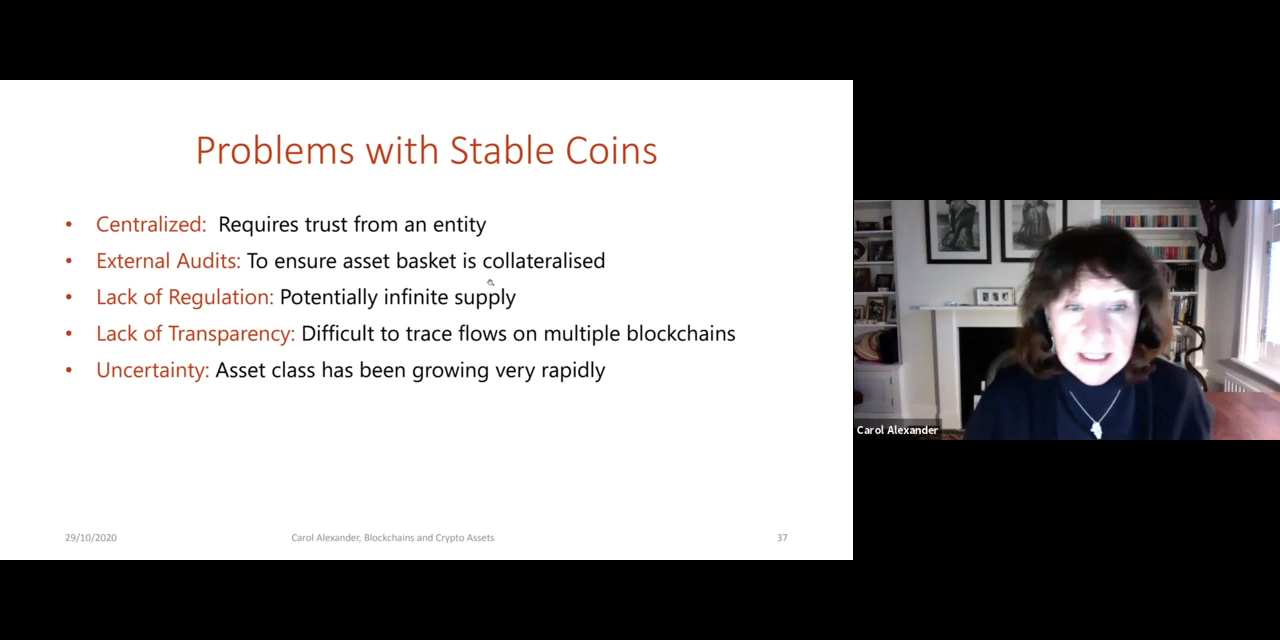 Problems with Stable Coins
• Centralized: Requires trust from an entity
• External Audits: To ensure asset basket is collateralised
• Lack of Regulation: Potentially infinite supply
• Lack of Transparency: Difficult to trace flows on multiple blockchains
• Uncertainty: Asset class has been growing very rapidly
29/10/2020 Carol Alexander, Blockchains and Crypto Assets 37
Carol Alexander